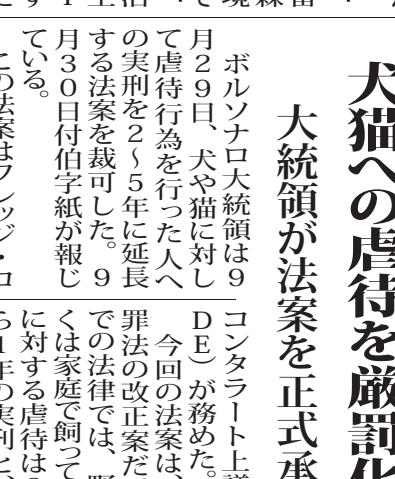 犬猫への虐待を厳罰化
大統領が法案を正式承
ボルソナロ大統領は9
月29日、犬や猫に対し
て虐待行為を行った人へ
の実刑を2～5年に延長
する法案を裁可した。9
月30日付伯字紙が報じ
ている。
この法案はフレッジ・コ
コンタラート上議
DE）が務めた。
今回の法案は、
罪法の改正案だ
での法律では、野
くは家庭で飼って
に対する虐待は
1年の実刑と、